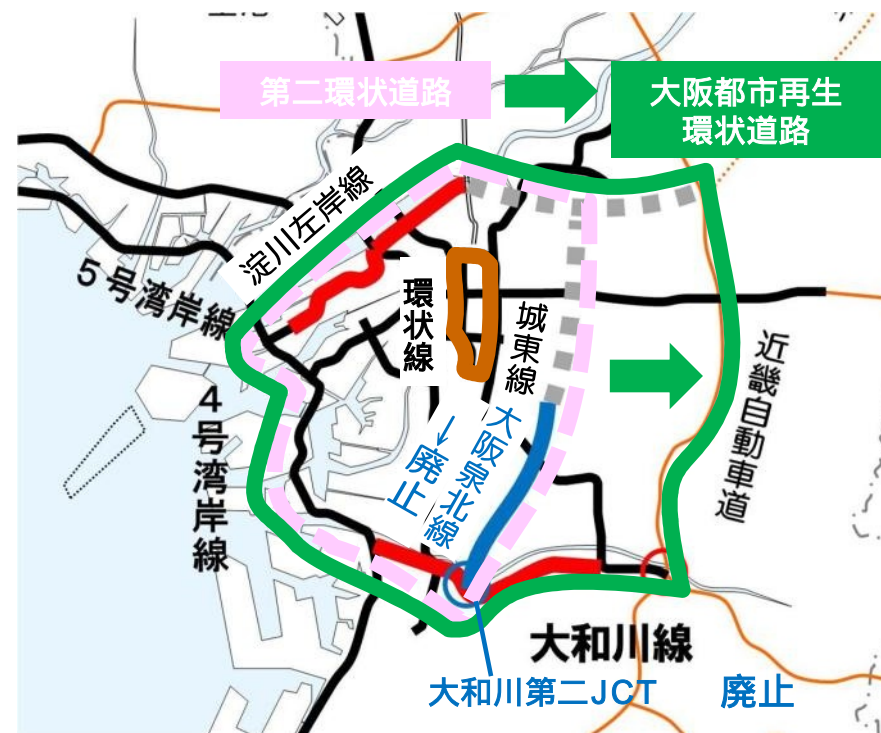 第二環状道路
大阪都市再生
環状道路
淀川左岸線
5号湾岸線
環状線
城東線
大阪泉北線
→廃止
近畿自動車道
4号湾岸線
大和川線
大和川第二JCT
廃止